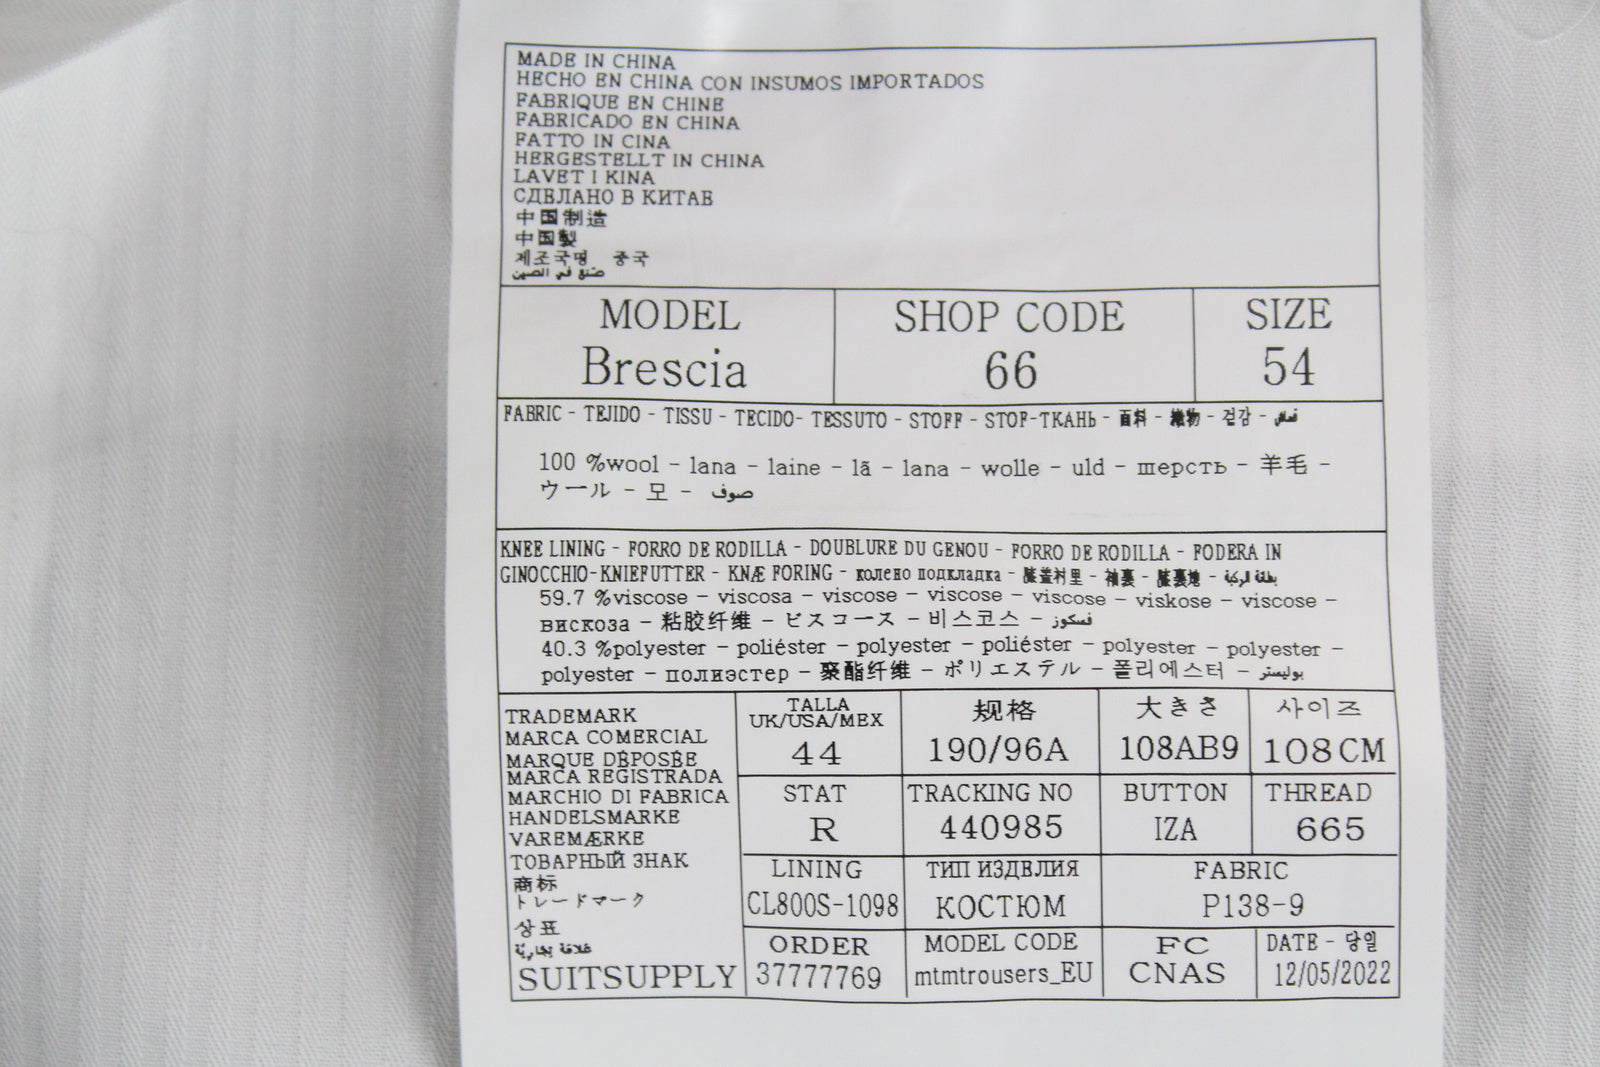 MADE IN CHINA
HECHO EN CHINA CON INSUMOS IMPORTADOS
FABRIQUE EN CHINE
FABRICADO EN CHINA
FATTO IN CINA
HERGESTELLT IN CHINA
LAVET I KINA
СДЕЛАНО В КИТАЕ
中国制造
中国製
제조국명 중국
صنع في الصين
MODEL SHOP CODE SIZE
Brescia 66 54
FABRIC - TEJIDO - TISSU - TECIDO- TESSUTO - STOFF - STOF-ТКАНЬ - 面料 - 織物 - 겉감 - قماش
100 %wool - lana - laine - lã - lana - wolle - uld - шерсть - 羊毛 -
ウール - 모 - صوف
KNEE LINING - FORRO DE RODILLA - DOUBLURE DU GENOU - FORRO DE RODILLA - FODERA IN
GINOCCHIO-KNIEFUTTER - KNÆ FORING - колено подкладка - 膝盖衬里 - 袖裏 - 膝裏地 - بطانة الركبة
59.7 %viscose - viscosa - viscose - viscose - viscose - viskose - viscose -
вискоза - 粘胶纤维 - ビスコース - 비스코스 - فسكوز
40.3 %polyester - poliéster - polyester - poliéster - polyester - polyester -
polyester - полиэстер - 聚酯纤维 - ポリエステル - 폴리에스터 - بوليستر
TRADEMARK
MARCA COMERCIAL
MARQUE DÉPOSÉE
MARCA REGISTRADA
MARCHIO DI FABRICA
HANDELSMARKE
VAREMÆRKE
ТОВАРНЫЙ ЗНАК
商标
トレードマーク
상표
علامة تجارية
SUITSUPPLY
TALLA
UK/USA/MEX 规格 大きさ 사이즈
44 190/96A 108AB9 108CM
STAT TRACKING NO BUTTON THREAD
R 440985 IZA 665
LINING ТИП ИЗДЕЛИЯ FABRIC
CL800S-1098 КОСТЮМ P138-9
ORDER MODEL CODE FC DATE - 당일
37777769 mtmtrousers_EU CNAS 12/05/2022